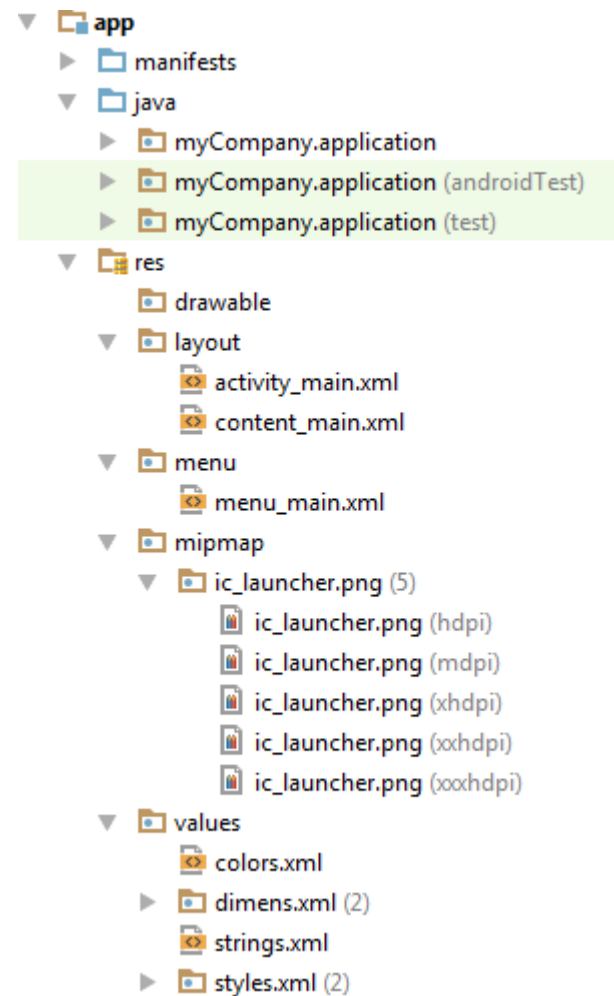 app
manifests
java
myCompany.application
myCompany.application (androidTest)
myCompany.application (test)
res
drawable
layout
activity_main.xml
content_main.xml
menu
menu_main.xml
mipmap
ic_launcher.png (5)
ic_launcher.png (hdpi)
ic_launcher.png (mdpi)
ic_launcher.png (xhdpi)
ic_launcher.png (xxhdpi)
ic_launcher.png (xxxhdpi)
values
colors.xml
dimens.xml (2)
strings.xml
styles.xml (2)